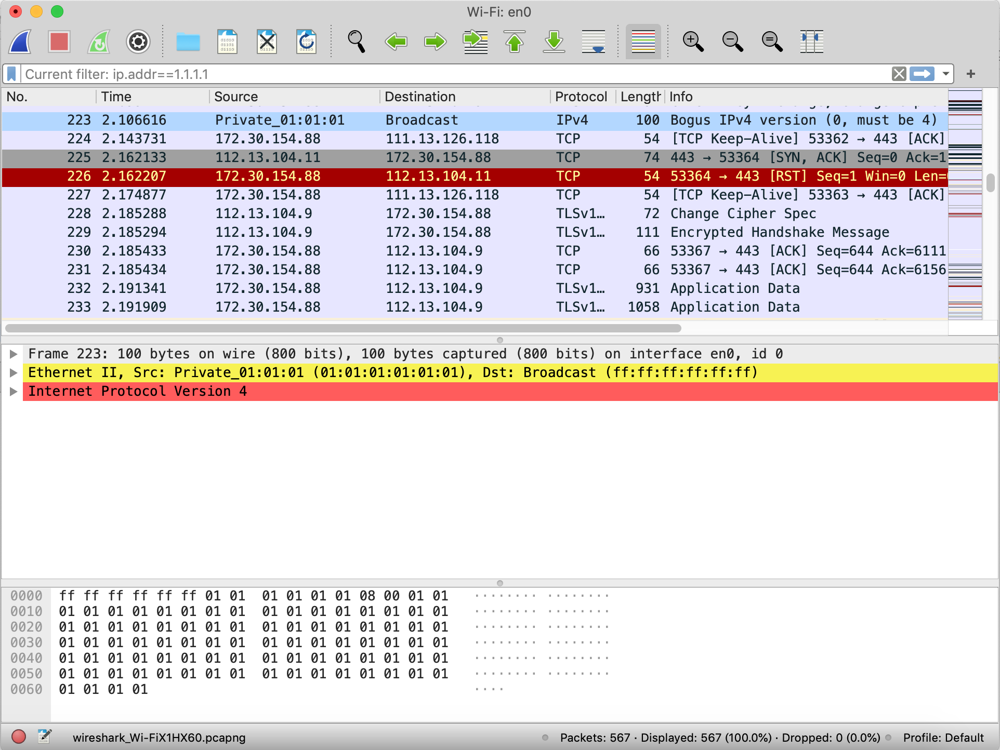 Wi-Fi: en0
Current filter: ip.addr==1.1.1.1
No. Time Source Destination Protocol Length Info
223 2.106616 Private_01:01:01 Broadcast IPv4 100 Bogus IPv4 version (0, must be 4)
224 2.143731 172.30.154.88 111.13.126.118 TCP 54 [TCP Keep-Alive] 53362 → 443 [ACK]
225 2.162133 112.13.104.11 172.30.154.88 TCP 74 443 → 53364 [SYN, ACK] Seq=0 Ack=1
226 2.162207 172.30.154.88 112.13.104.11 TCP 54 53364 → 443 [RST] Seq=1 Win=0 Len=
227 2.174877 172.30.154.88 111.13.126.118 TCP 54 [TCP Keep-Alive] 53363 → 443 [ACK]
228 2.185288 112.13.104.9 172.30.154.88 TLSv1… 72 Change Cipher Spec
229 2.185294 112.13.104.9 172.30.154.88 TLSv1… 111 Encrypted Handshake Message
230 2.185433 172.30.154.88 112.13.104.9 TCP 66 53367 → 443 [ACK] Seq=644 Ack=6111
231 2.185434 172.30.154.88 112.13.104.9 TCP 66 53367 → 443 [ACK] Seq=644 Ack=6156
232 2.191341 172.30.154.88 112.13.104.9 TLSv1… 931 Application Data
233 2.191909 172.30.154.88 112.13.104.9 TLSv1… 1058 Application Data
Frame 223: 100 bytes on wire (800 bits), 100 bytes captured (800 bits) on interface en0, id 0
Ethernet II, Src: Private_01:01:01 (01:01:01:01:01:01), Dst: Broadcast (ff:ff:ff:ff:ff:ff)
Internet Protocol Version 4
0000 ff ff ff ff ff ff 01 01 01 01 01 01 08 00 01 01 ········ ········
0010 01 01 01 01 01 01 01 01 01 01 01 01 01 01 01 01 ········ ········
0020 01 01 01 01 01 01 01 01 01 01 01 01 01 01 01 01 ········ ········
0030 01 01 01 01 01 01 01 01 01 01 01 01 01 01 01 01 ········ ········
0040 01 01 01 01 01 01 01 01 01 01 01 01 01 01 01 01 ········ ········
0050 01 01 01 01 01 01 01 01 01 01 01 01 01 01 01 01 ········ ········
0060 01 01 01 01 ····
wireshark_Wi-FiX1HX60.pcapng Packets: 567 · Displayed: 567 (100.0%) · Dropped: 0 (0.0%) Profile: Default